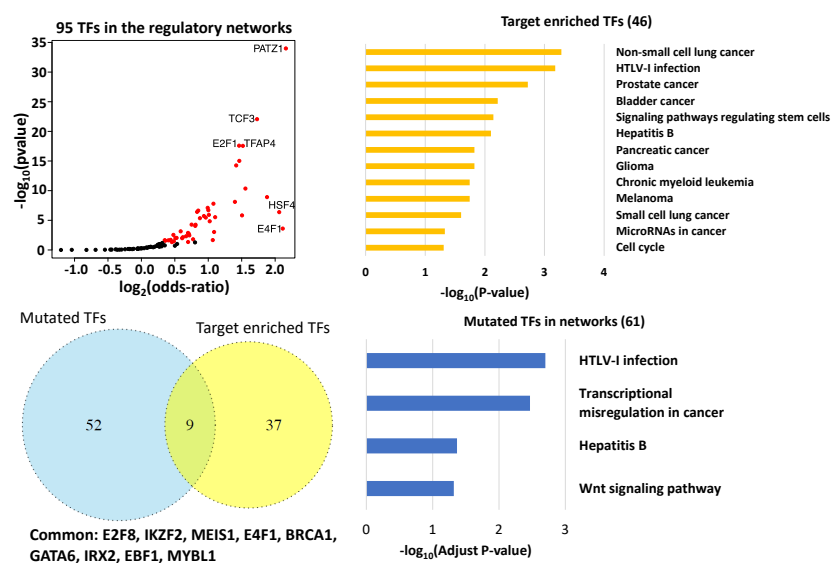 95 TFs in the regulatory networks
35
30
25
20
15
10
5
0
-log10(pvalue)
PATZ1
TCF3
E2F1
TFAP4
HSF4
E4F1
-1.0
-0.5
0.0
0.5
1.0
1.5
2.0
log2(odds-ratio)
Target enriched TFs (46)
Non-small cell lung cancer
HTLV-I infection
Prostate cancer
Bladder cancer
Signaling pathways regulating stem cells
Hepatitis B
Pancreatic cancer
Glioma
Chronic myeloid leukemia
Melanoma
Small cell lung cancer
MicroRNAs in cancer
Cell cycle
0
1
2
3
4
-log10(P-value)
Mutated TFs
Target enriched TFs
52
9
37
Common: E2F8, IKZF2, MEIS1, E4F1, BRCA1,
GATA6, IRX2, EBF1, MYBL1
Mutated TFs in networks (61)
HTLV-I infection
Transcriptional
misregulation in cancer
Hepatitis B
Wnt signaling pathway
0
1
2
3
-log10(Adjust P-value)